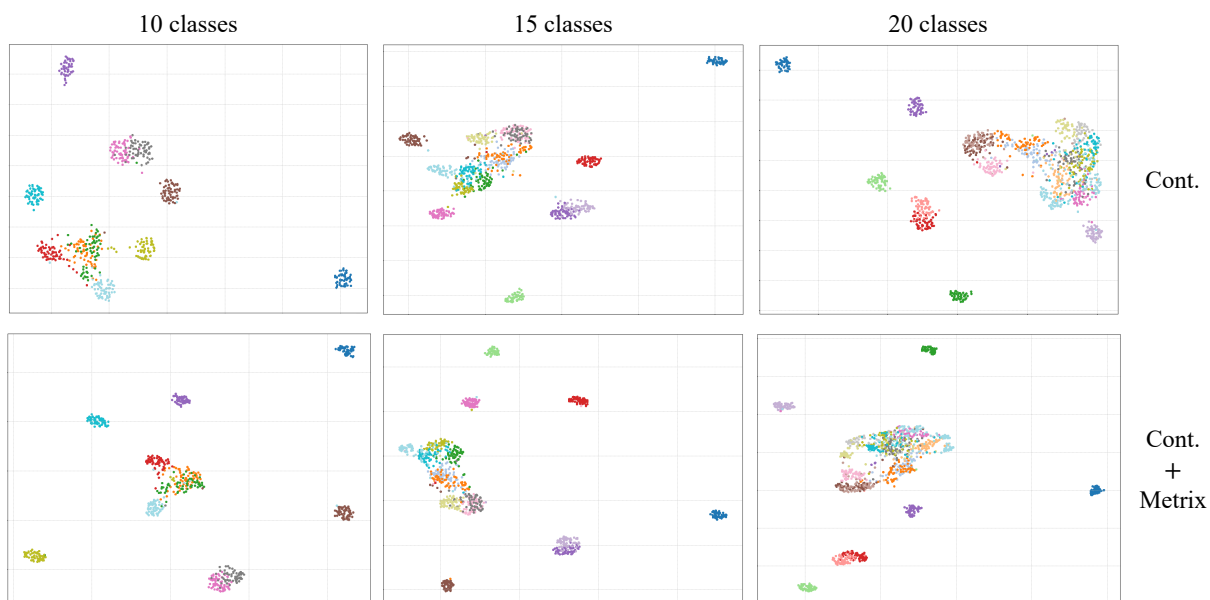 10 classes
15 classes
20 classes
Cont.
Cont.
+
Metrix